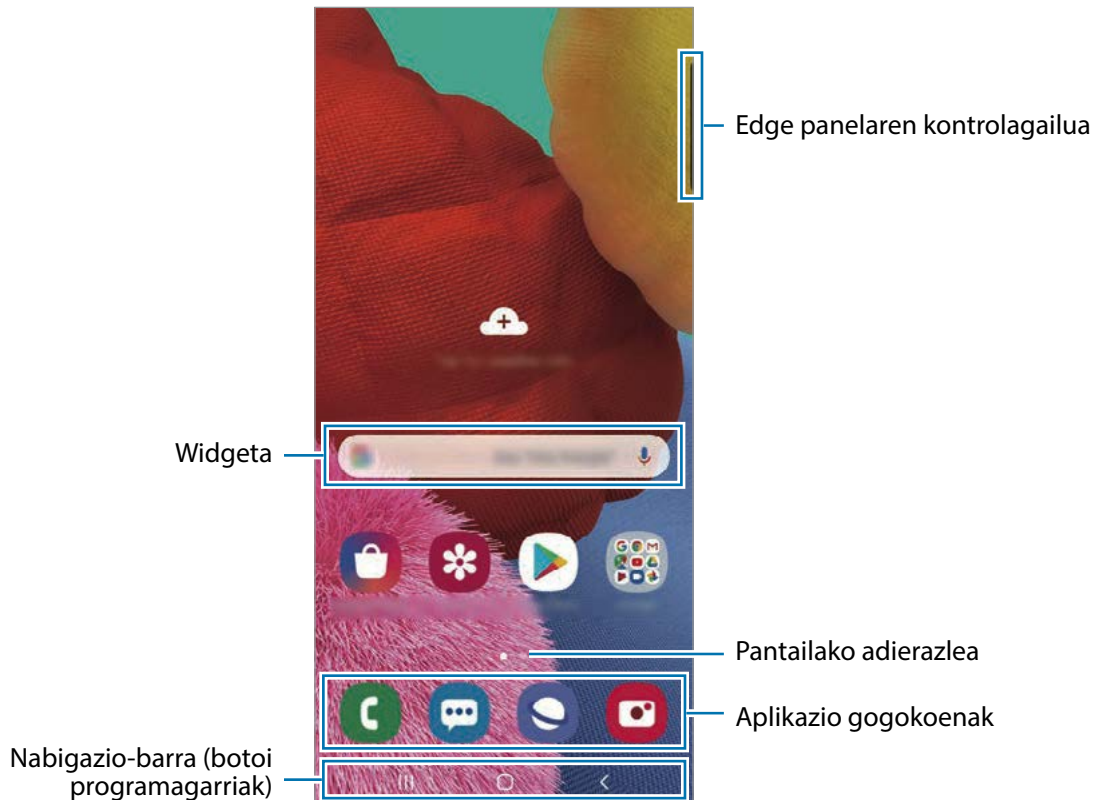 Edge panelaren kontrolagailua
Widgeta
Pantailako adierazlea
Aplikazio gogokoenak
Nabigazio-barra (botoi
programagarriak)